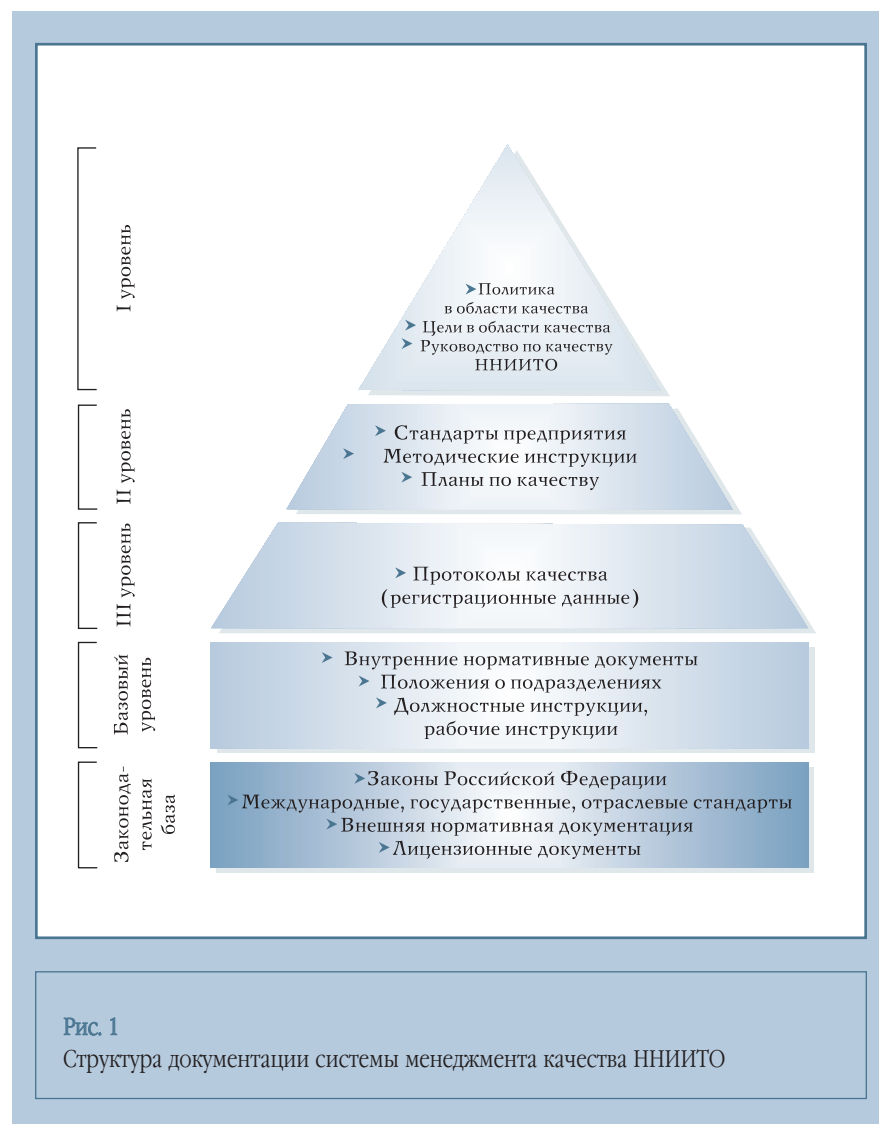 I уровень
➤Политика
в области качества
➤ Цели в области качества
➤ Руководство по качеству
ННИИТО
II уровень
➤ Стандарты предприятия
➤ Методические инструкции
➤ Планы по качеству
III уровень
➤ Протоколы качества
(регистрационные данные)
Базовый
уровень
➤ Внутренние нормативные документы
➤ Положения о подразделениях
➤ Должностные инструкции,
рабочие инструкции
Законода-
тельная
база
➤Законы Российской Федерации
➤Международные, государственные, отраслевые стандарты
➤Внешняя нормативная документация
➤Лицензионные документы
Рис. 1
Структура документации системы менеджмента качества ННИИТО